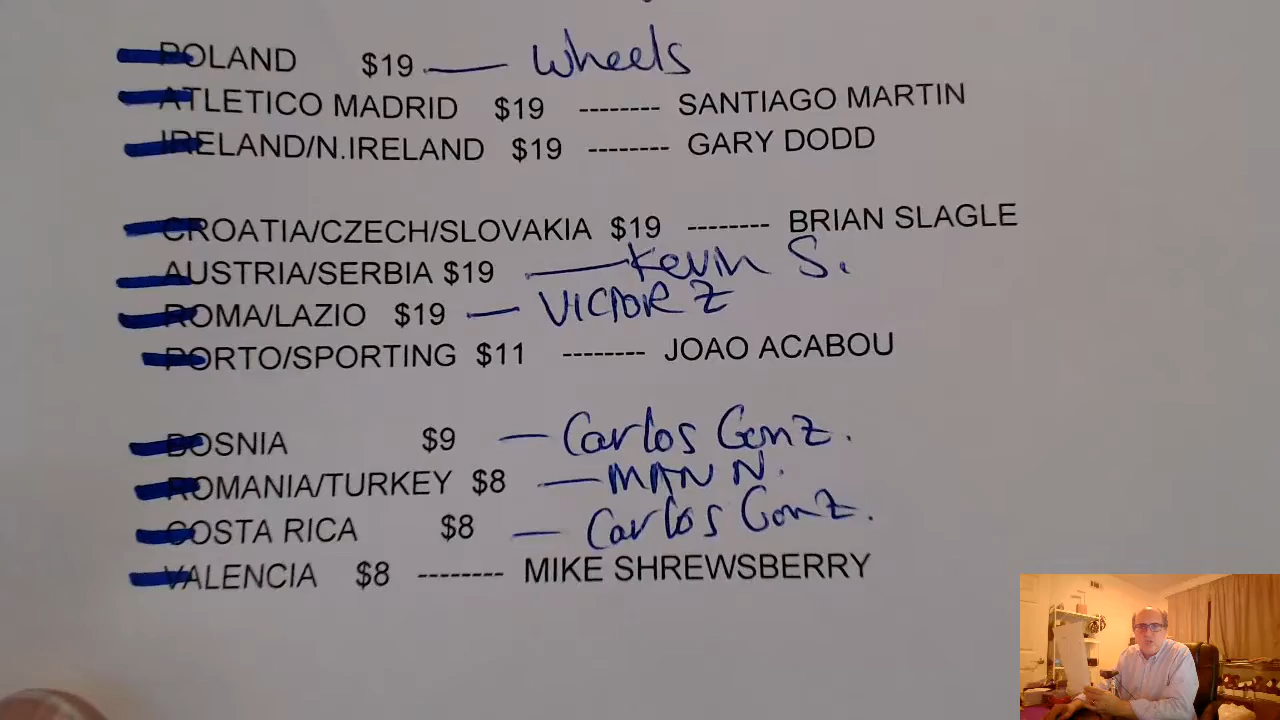 POLAND $19 — Wheels
ATLETICO MADRID $19 -------- SANTIAGO MARTIN
IRELAND/N.IRELAND $19 -------- GARY DODD
CROATIA/CZECH/SLOVAKIA $19 -------- BRIAN SLAGLE
AUSTRIA/SERBIA $19 — Kevin S.
ROMA/LAZIO $19 — VICTOR Z
PORTO/SPORTING $11 -------- JOAO ACABOU
BOSNIA $9 — Carlos Gonz.
ROMANIA/TURKEY $8 — MAN N.
COSTA RICA $8 — Carlos Gonz.
VALENCIA $8 -------- MIKE SHREWSBERRY